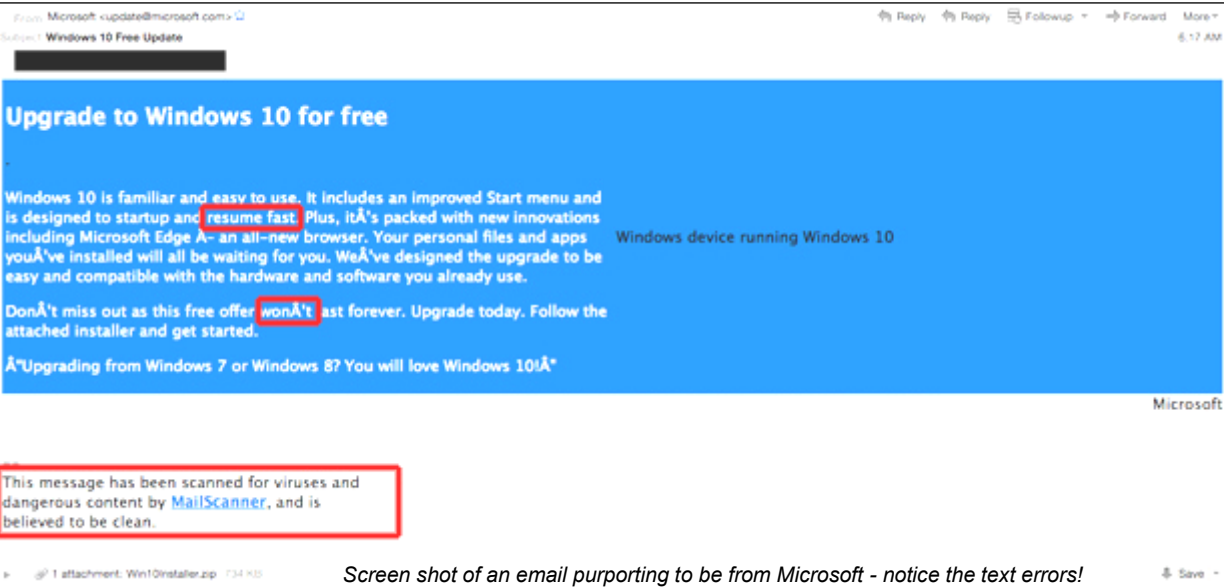 From Microsoft <update@microsoft.com>
Reply Reply Followup Forward More
Subject Windows 10 Free Update
6:17 AM
Upgrade to Windows 10 for free
Windows 10 is familiar and easy to use. It includes an improved Start menu and
is designed to startup and resume fast. Plus, itÂ's packed with new innovations
including Microsoft Edge Â– an all-new browser. Your personal files and apps
youÂ've installed will all be waiting for you. WeÂ've designed the upgrade to be
easy and compatible with the hardware and software you already use.
Windows device running Windows 10
DonÂ't miss out as this free offer wonÂ't last forever. Upgrade today. Follow the
attached installer and get started.
Â"Upgrading from Windows 7 or Windows 8? You will love Windows 10!Â"
Microsoft
This message has been scanned for viruses and
dangerous content by MailScanner, and is
believed to be clean.
1 attachment: Win10Installer.zip 734 KB
Save
Screen shot of an email purporting to be from Microsoft - notice the text errors!